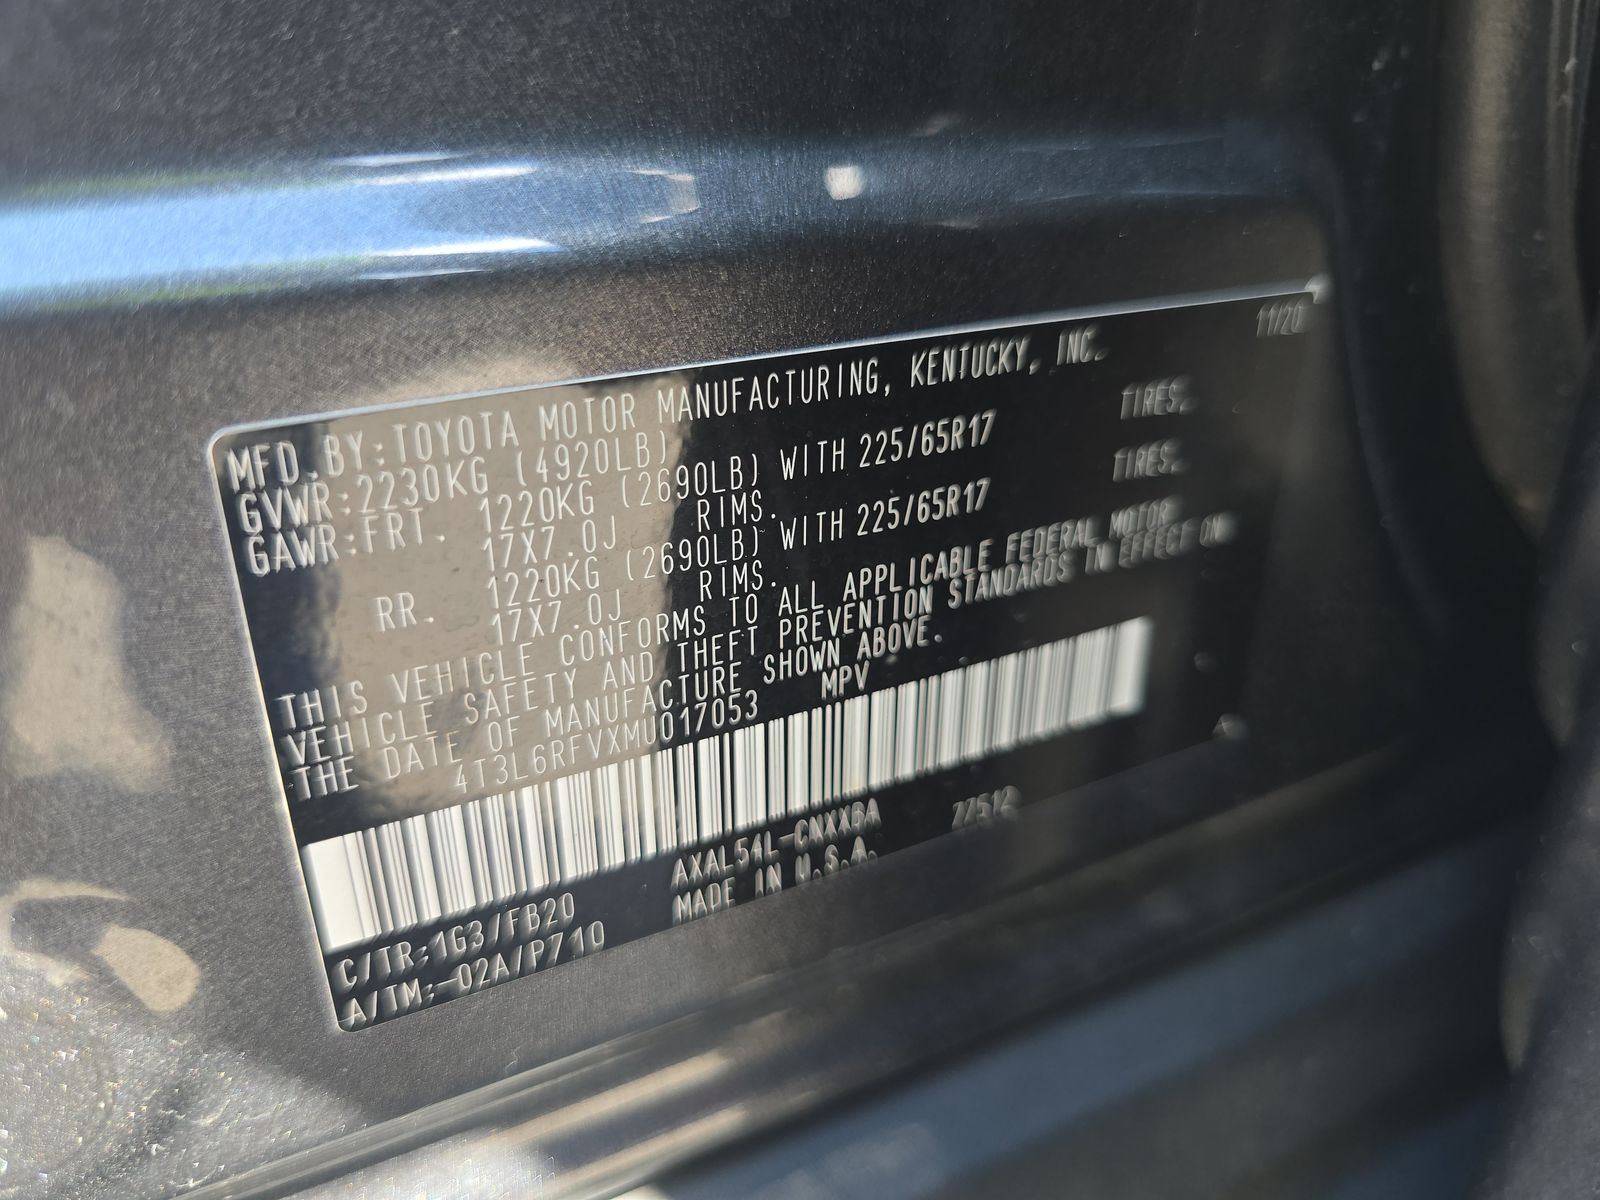 11/20
MFD. BY: TOYOTA MOTOR MANUFACTURING, KENTUCKY, INC.
GVWR: 2230KG (4920LB)
GAWR: FRT. 1220KG (2690LB) WITH 225/65R17 TIRES.
17X7.0J RIMS.
RR. 1220KG (2690LB) WITH 225/65R17 TIRES.
17X7.0J RIMS.
THIS VEHICLE CONFORMS TO ALL APPLICABLE FEDERAL MOTOR
VEHICLE SAFETY AND THEFT PREVENTION STANDARDS IN EFFECT ON
THE DATE OF MANUFACTURE SHOWN ABOVE.
4T3L6RFVXMU017053 MPV
C/TR: 1G3/FB20 AXAL54L-CNXXBA 77512
A/TM: -02A/P710 MADE IN U.S.A.